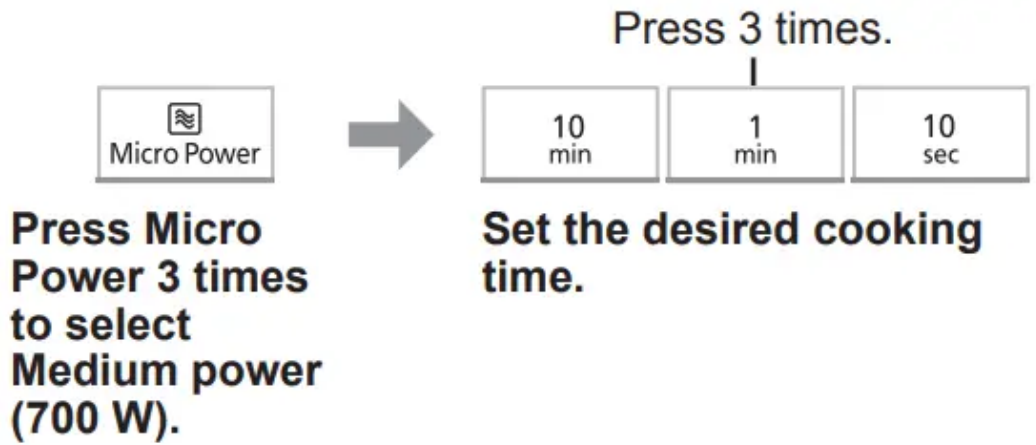 Press 3 times.
Micro Power
10
min
1
min
10
sec
Press Micro
Power 3 times
to select
Medium power
(700 W).
Set the desired cooking
time.